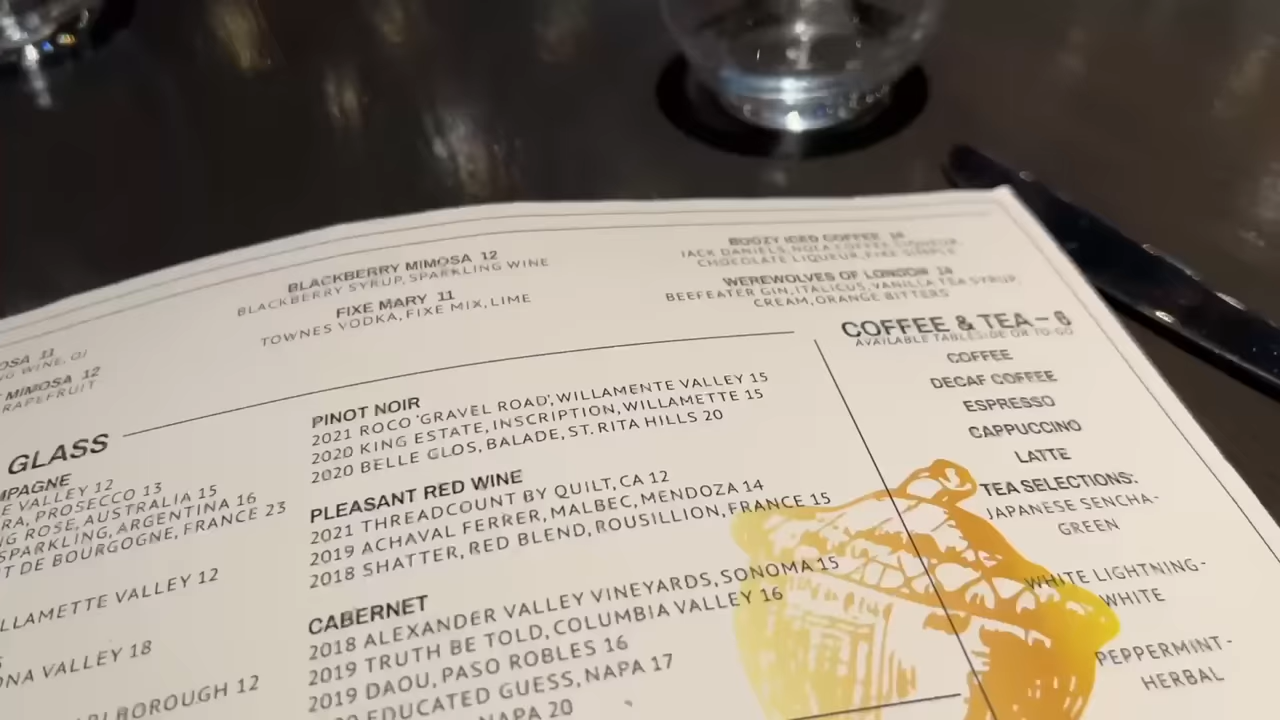 BLACKBERRY MIMOSA 12
BLACKBERRY SYRUP, SPARKLING WINE
FIXE MARY 11
TOWNES VODKA, FIXE MIX, LIME
BOOZY ICED COFFEE
JACK DANIELS, NOLA COFFEE LIQUEUR,
CHOCOLATE LIQUEUR, FIXE SIMPLE
WEREWOLVES OF LONDON
BEEFEATER GIN, ITALICUS, VANILLA TEA SYRUP,
CREAM, ORANGE BITTERS
MOSA 11
NG WINE, OJ
MIMOSA 12
RAPEFRUIT
GLASS
MPAGNE
E VALLEY 12
RA, PROSECCO 13
NG ROSE, AUSTRALIA 15
SPARKLING, ARGENTINA 16
T DE BOURGOGNE, FRANCE 23
LLAMETTE VALLEY 12
NA VALLEY 18
RLBOROUGH 12
PINOT NOIR
2021 ROCO 'GRAVEL ROAD', WILLAMENTE VALLEY 15
2020 KING ESTATE, INSCRIPTION, WILLAMETTE 15
2020 BELLE GLOS, BALADE, ST. RITA HILLS 20
PLEASANT RED WINE
2021 THREADCOUNT BY QUILT, CA 12
2019 ACHAVAL FERRER, MALBEC, MENDOZA 14
2018 SHATTER, RED BLEND, ROUSILLION, FRANCE 15
CABERNET
2018 ALEXANDER VALLEY VINEYARDS, SONOMA 15
2019 TRUTH BE TOLD, COLUMBIA VALLEY 16
2019 DAOU, PASO ROBLES 16
EDUCATED GUESS, NAPA 17
NAPA 20
COFFEE & TEA – 6
AVAILABLE TABLESIDE OR TO-GO
COFFEE
DECAF COFFEE
ESPRESSO
CAPPUCCINO
LATTE
TEA SELECTIONS:
JAPANESE SENCHA-
GREEN
WHITE LIGHTNING-
WHITE
PEPPERMINT-
HERBAL